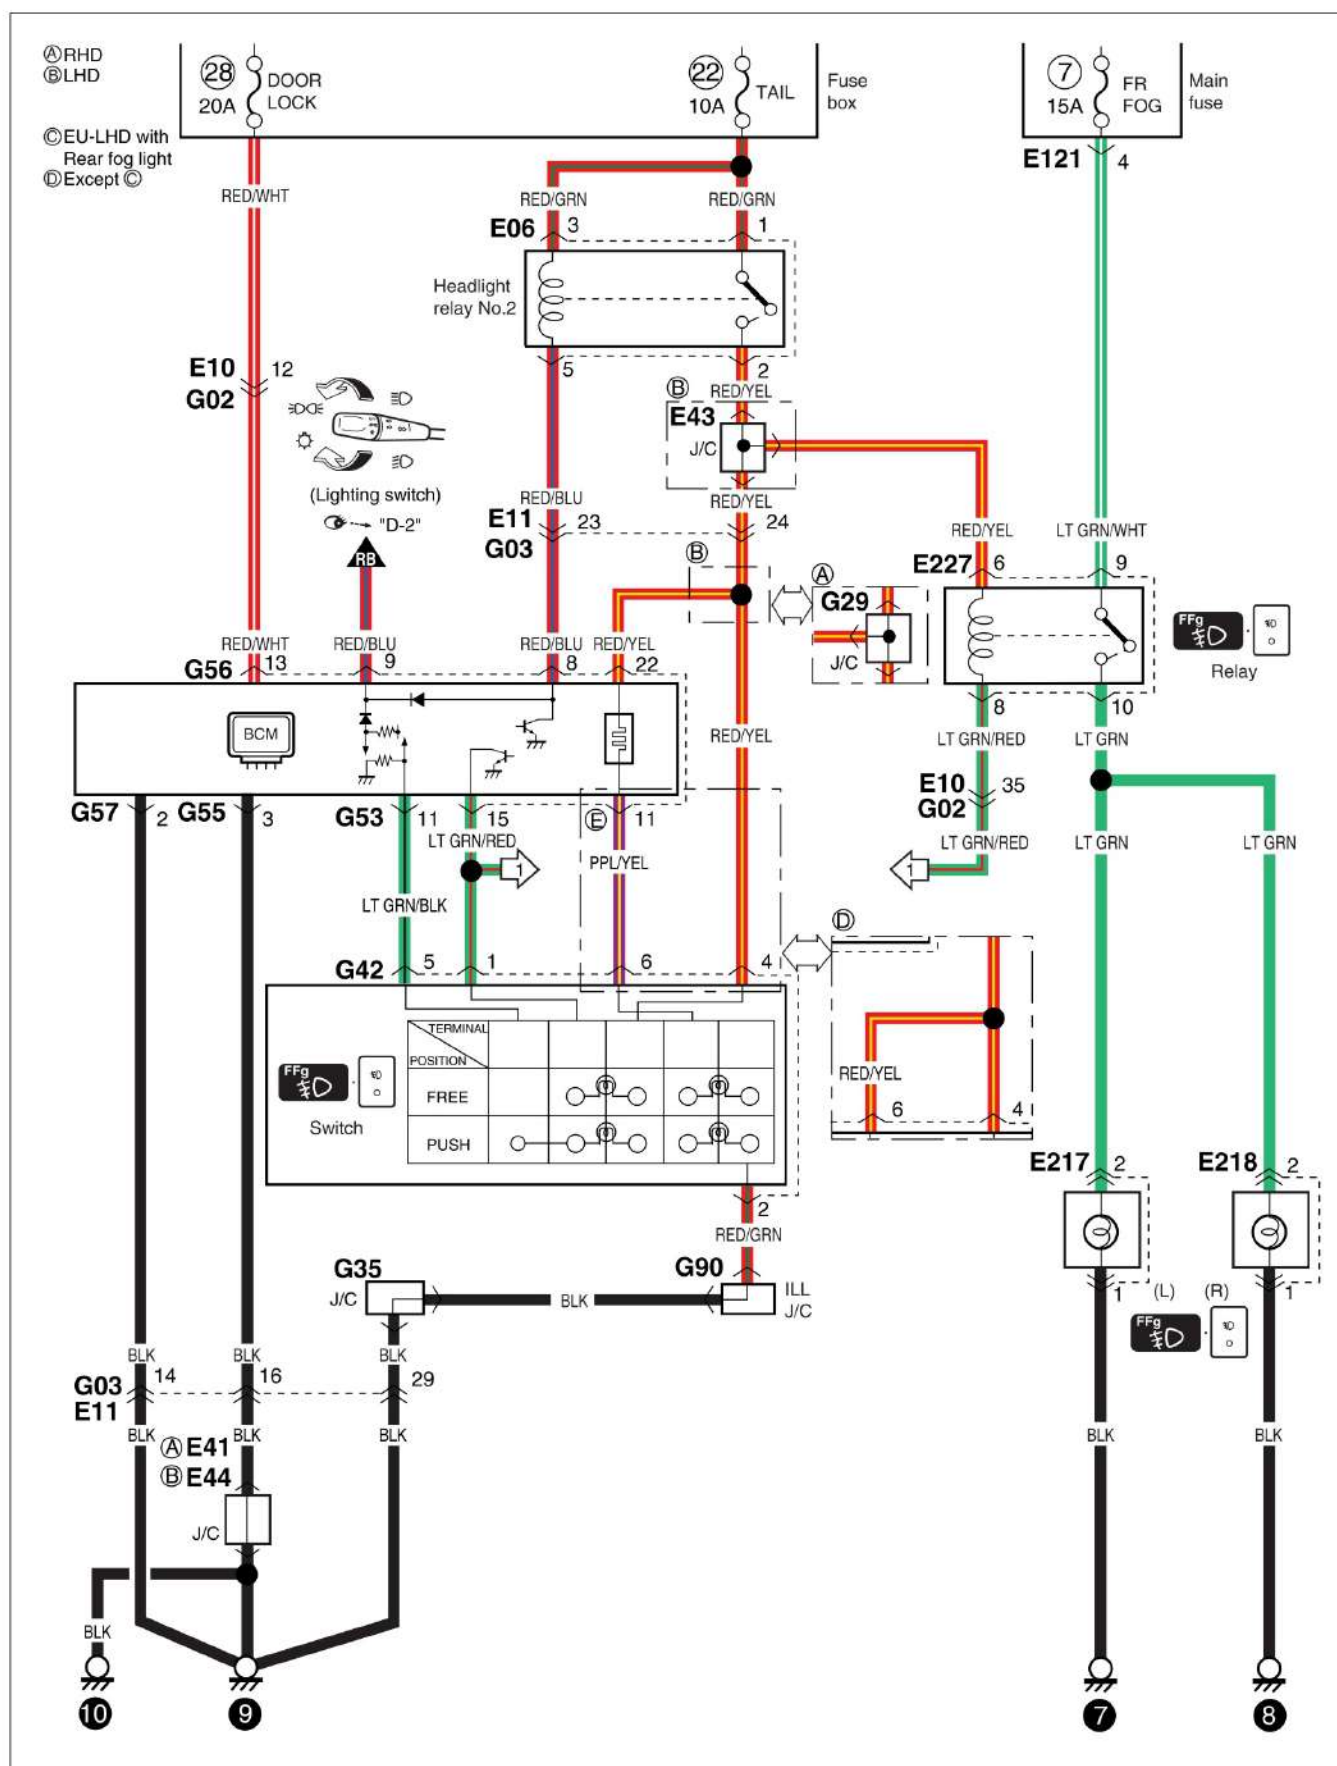 Ⓐ RHD
Ⓑ LHD
Ⓒ EU-LHD with
Rear fog light
Ⓓ Except Ⓒ
28
20A
DOOR
LOCK
22
10A
TAIL
Fuse
box
7
15A
FR
FOG
Main
fuse
E121
4
RED/WHT
RED/GRN
RED/GRN
E06
3
1
Headlight
relay No.2
5
2
RED/YEL
E10
12
G02
Ⓑ
E43
J/C
(Lighting switch)
"D-2"
RB
RED/BLU
RED/YEL
E11
23
24
G03
RED/YEL
LT GRN/WHT
Ⓑ
Ⓐ
G29
J/C
E227
6
9
FFg
Relay
RED/WHT
RED/BLU
RED/BLU
RED/YEL
G56
13
9
8
22
8
10
BCM
RED/YEL
LT GRN/RED
LT GRN
E10
35
G02
G57
2
G55
3
G53
11
15
Ⓔ
11
LT GRN/RED
LT GRN/RED
LT GRN
LT GRN
1
PPL/YEL
1
LT GRN/BLK
Ⓓ
G42
5
1
6
4
TERMINAL
POSITION
FREE
PUSH
FFg
Switch
RED/YEL
6
4
E217
2
E218
2
2
RED/GRN
G35
J/C
BLK
G90
ILL
J/C
1
(L)
(R)
1
FFg
BLK
BLK
BLK
G03
14
16
29
E11
BLK
BLK
BLK
BLK
BLK
Ⓐ E41
Ⓑ E44
J/C
BLK
10
9
7
8